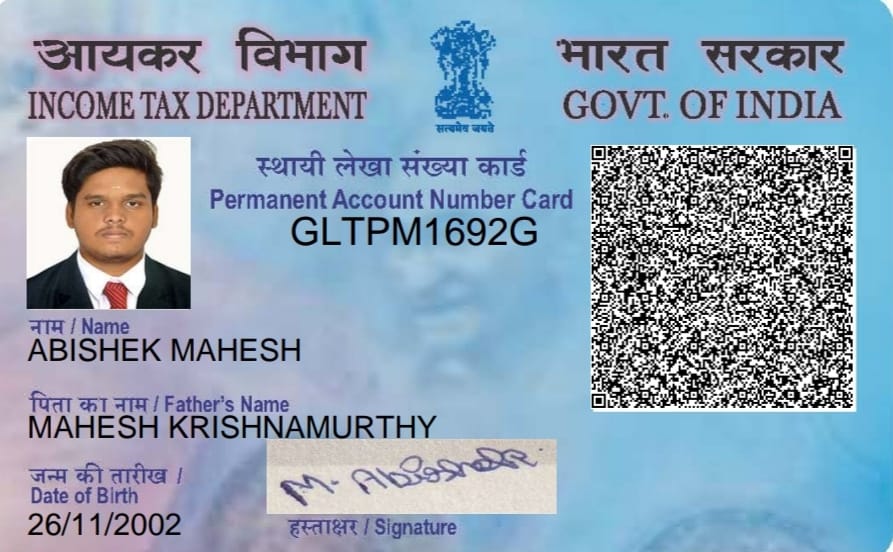 आयकर विभाग
INCOME TAX DEPARTMENT
सत्यमेव जयते
भारत सरकार
GOVT. OF INDIA
स्थायी लेखा संख्या कार्ड
Permanent Account Number Card
GLTPM1692G
नाम / Name
ABISHEK MAHESH
पिता का नाम / Father's Name
MAHESH KRISHNAMURTHY
जन्म की तारीख /
Date of Birth
26/11/2002
M. Abishek
हस्ताक्षर / Signature